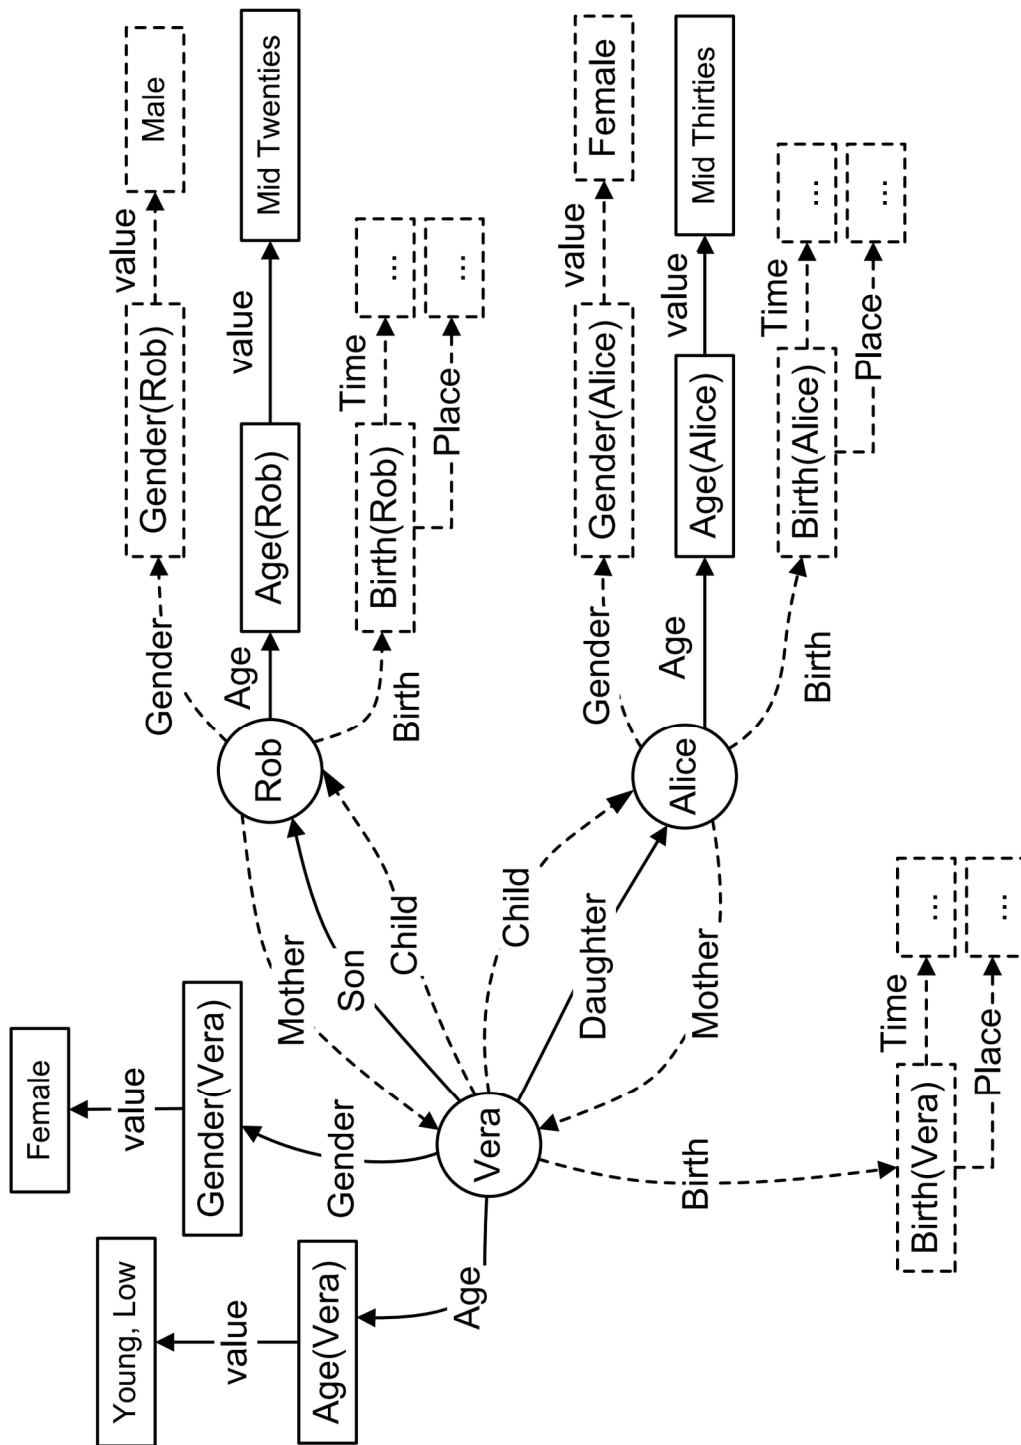 Young, Low
value
Age(Vera)
Age
Female
value
Gender(Vera)
Gender
Vera
Mother
Son
Child
Child
Daughter
Mother
Birth
Birth(Vera)
Time
...
Place
...
Rob
Gender
Gender(Rob)
value
Male
Age
Age(Rob)
value
Mid Twenties
Birth
Birth(Rob)
Time
...
Place
...
Alice
Gender
Gender(Alice)
value
Female
Age
Age(Alice)
value
Mid Thirties
Birth
Birth(Alice)
Time
...
Place
...